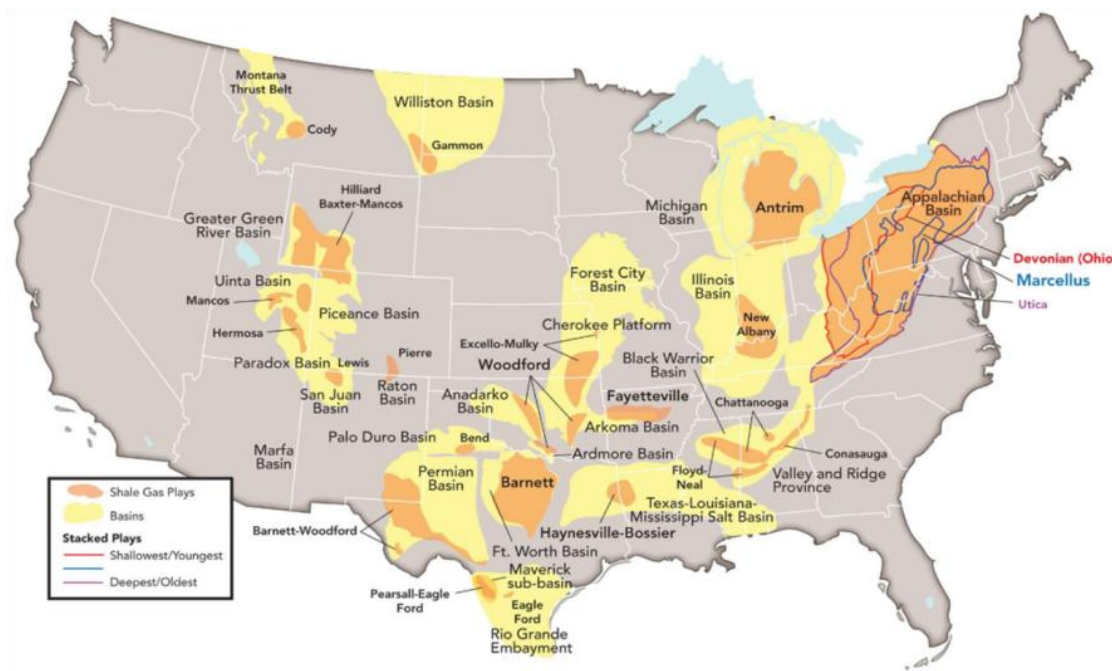 Montana
Thrust Belt
Cody
Williston Basin
Gammon
Hilliard
Baxter-Mancos
Greater Green
River Basin
Uinta Basin
Mancos
Piceance Basin
Hermosa
Paradox Basin
Lewis
Pierre
San Juan
Basin
Raton
Basin
Forest City
Basin
Cherokee Platform
Excello-Mulky
Woodford
Anadarko
Basin
Fayetteville
Arkoma Basin
Ardmore Basin
Palo Duro Basin
Bend
Marfa
Basin
Permian
Basin
Barnett
Barnett-Woodford
Haynesville-Bossier
Ft. Worth Basin
Maverick
sub-basin
Pearsall-Eagle
Ford
Eagle
Ford
Rio Grande
Embayment
Texas-Louisiana-
Mississippi Salt Basin
Michigan
Basin
Antrim
Illinois
Basin
New
Albany
Black Warrior
Basin
Chattanooga
Floyd-
Neal
Conasauga
Valley and Ridge
Province
Appalachian
Basin
Devonian (Ohio
Marcellus
Utica
Shale Gas Plays
Basins
Stacked Plays
Shallowest/Youngest
Deepest/Oldest